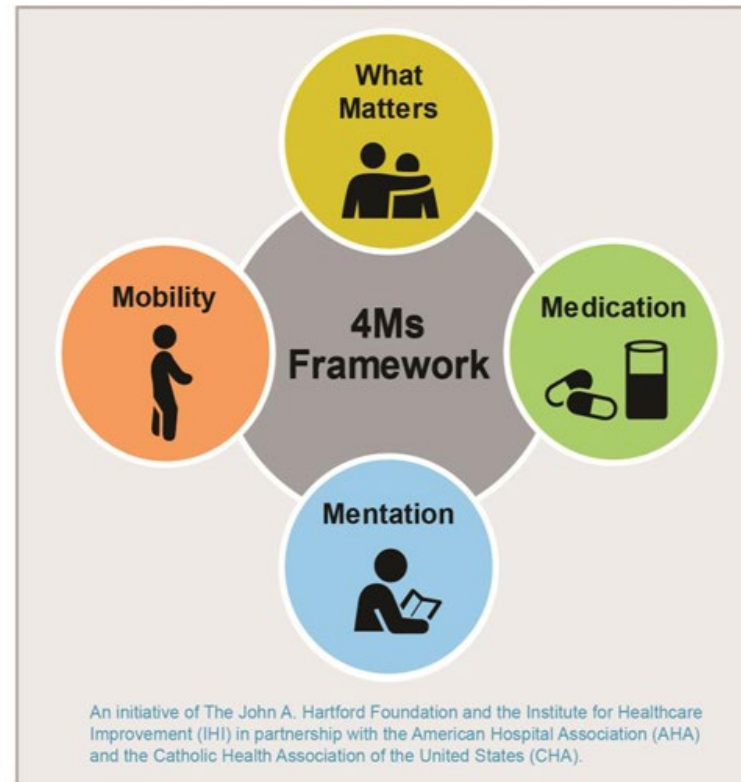 What
Matters
Mobility
4Ms
Framework
Medication
Mentation
An initiative of The John A. Hartford Foundation and the Institute for Healthcare
Improvement (IHI) in partnership with the American Hospital Association (AHA)
and the Catholic Health Association of the United States (CHA).